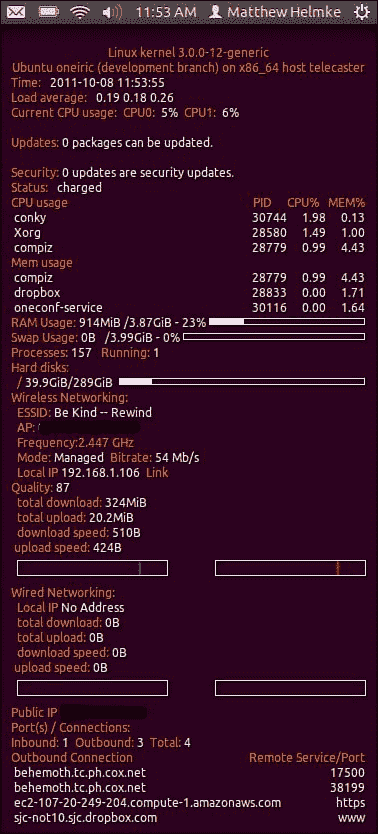 11:53 AM Matthew Helmke
Linux kernel 3.0.0-12-generic
Ubuntu oneiric (development branch) on x86_64 host telecaster
Time: 2011-10-08 11:53:55
Load average: 0.19 0.18 0.26
Current CPU usage: CPU0: 5% CPU1: 6%
Updates: 0 packages can be updated.
Security: 0 updates are security updates.
Status: charged
CPU usage PID CPU% MEM%
conky 30744 1.98 0.13
Xorg 28580 1.49 1.00
compiz 28779 0.99 4.43
Mem usage
compiz 28779 0.99 4.43
dropbox 28833 0.00 1.71
oneconf-service 30116 0.00 1.64
RAM Usage: 914MiB /3.87GiB - 23%
Swap Usage: 0B /3.99GiB - 0%
Processes: 157 Running: 1
Hard disks:
/ 39.9GiB/289GiB
Wireless Networking:
ESSID: Be Kind -- Rewind
AP:
Frequency:2.447 GHz
Mode: Managed Bitrate: 54 Mb/s
Local IP 192.168.1.106 Link
Quality: 87
total download: 324MiB
total upload: 20.2MiB
download speed: 510B
upload speed: 424B
Wired Networking:
Local IP No Address
total download: 0B
total upload: 0B
download speed: 0B
upload speed: 0B
Public IP
Port(s) / Connections:
Inbound: 1 Outbound: 3 Total: 4
Outbound Connection Remote Service/Port
behemoth.tc.ph.cox.net 17500
behemoth.tc.ph.cox.net 38199
ec2-107-20-249-204.compute-1.amazonaws.com https
sjc-not10.sjc.dropbox.com www